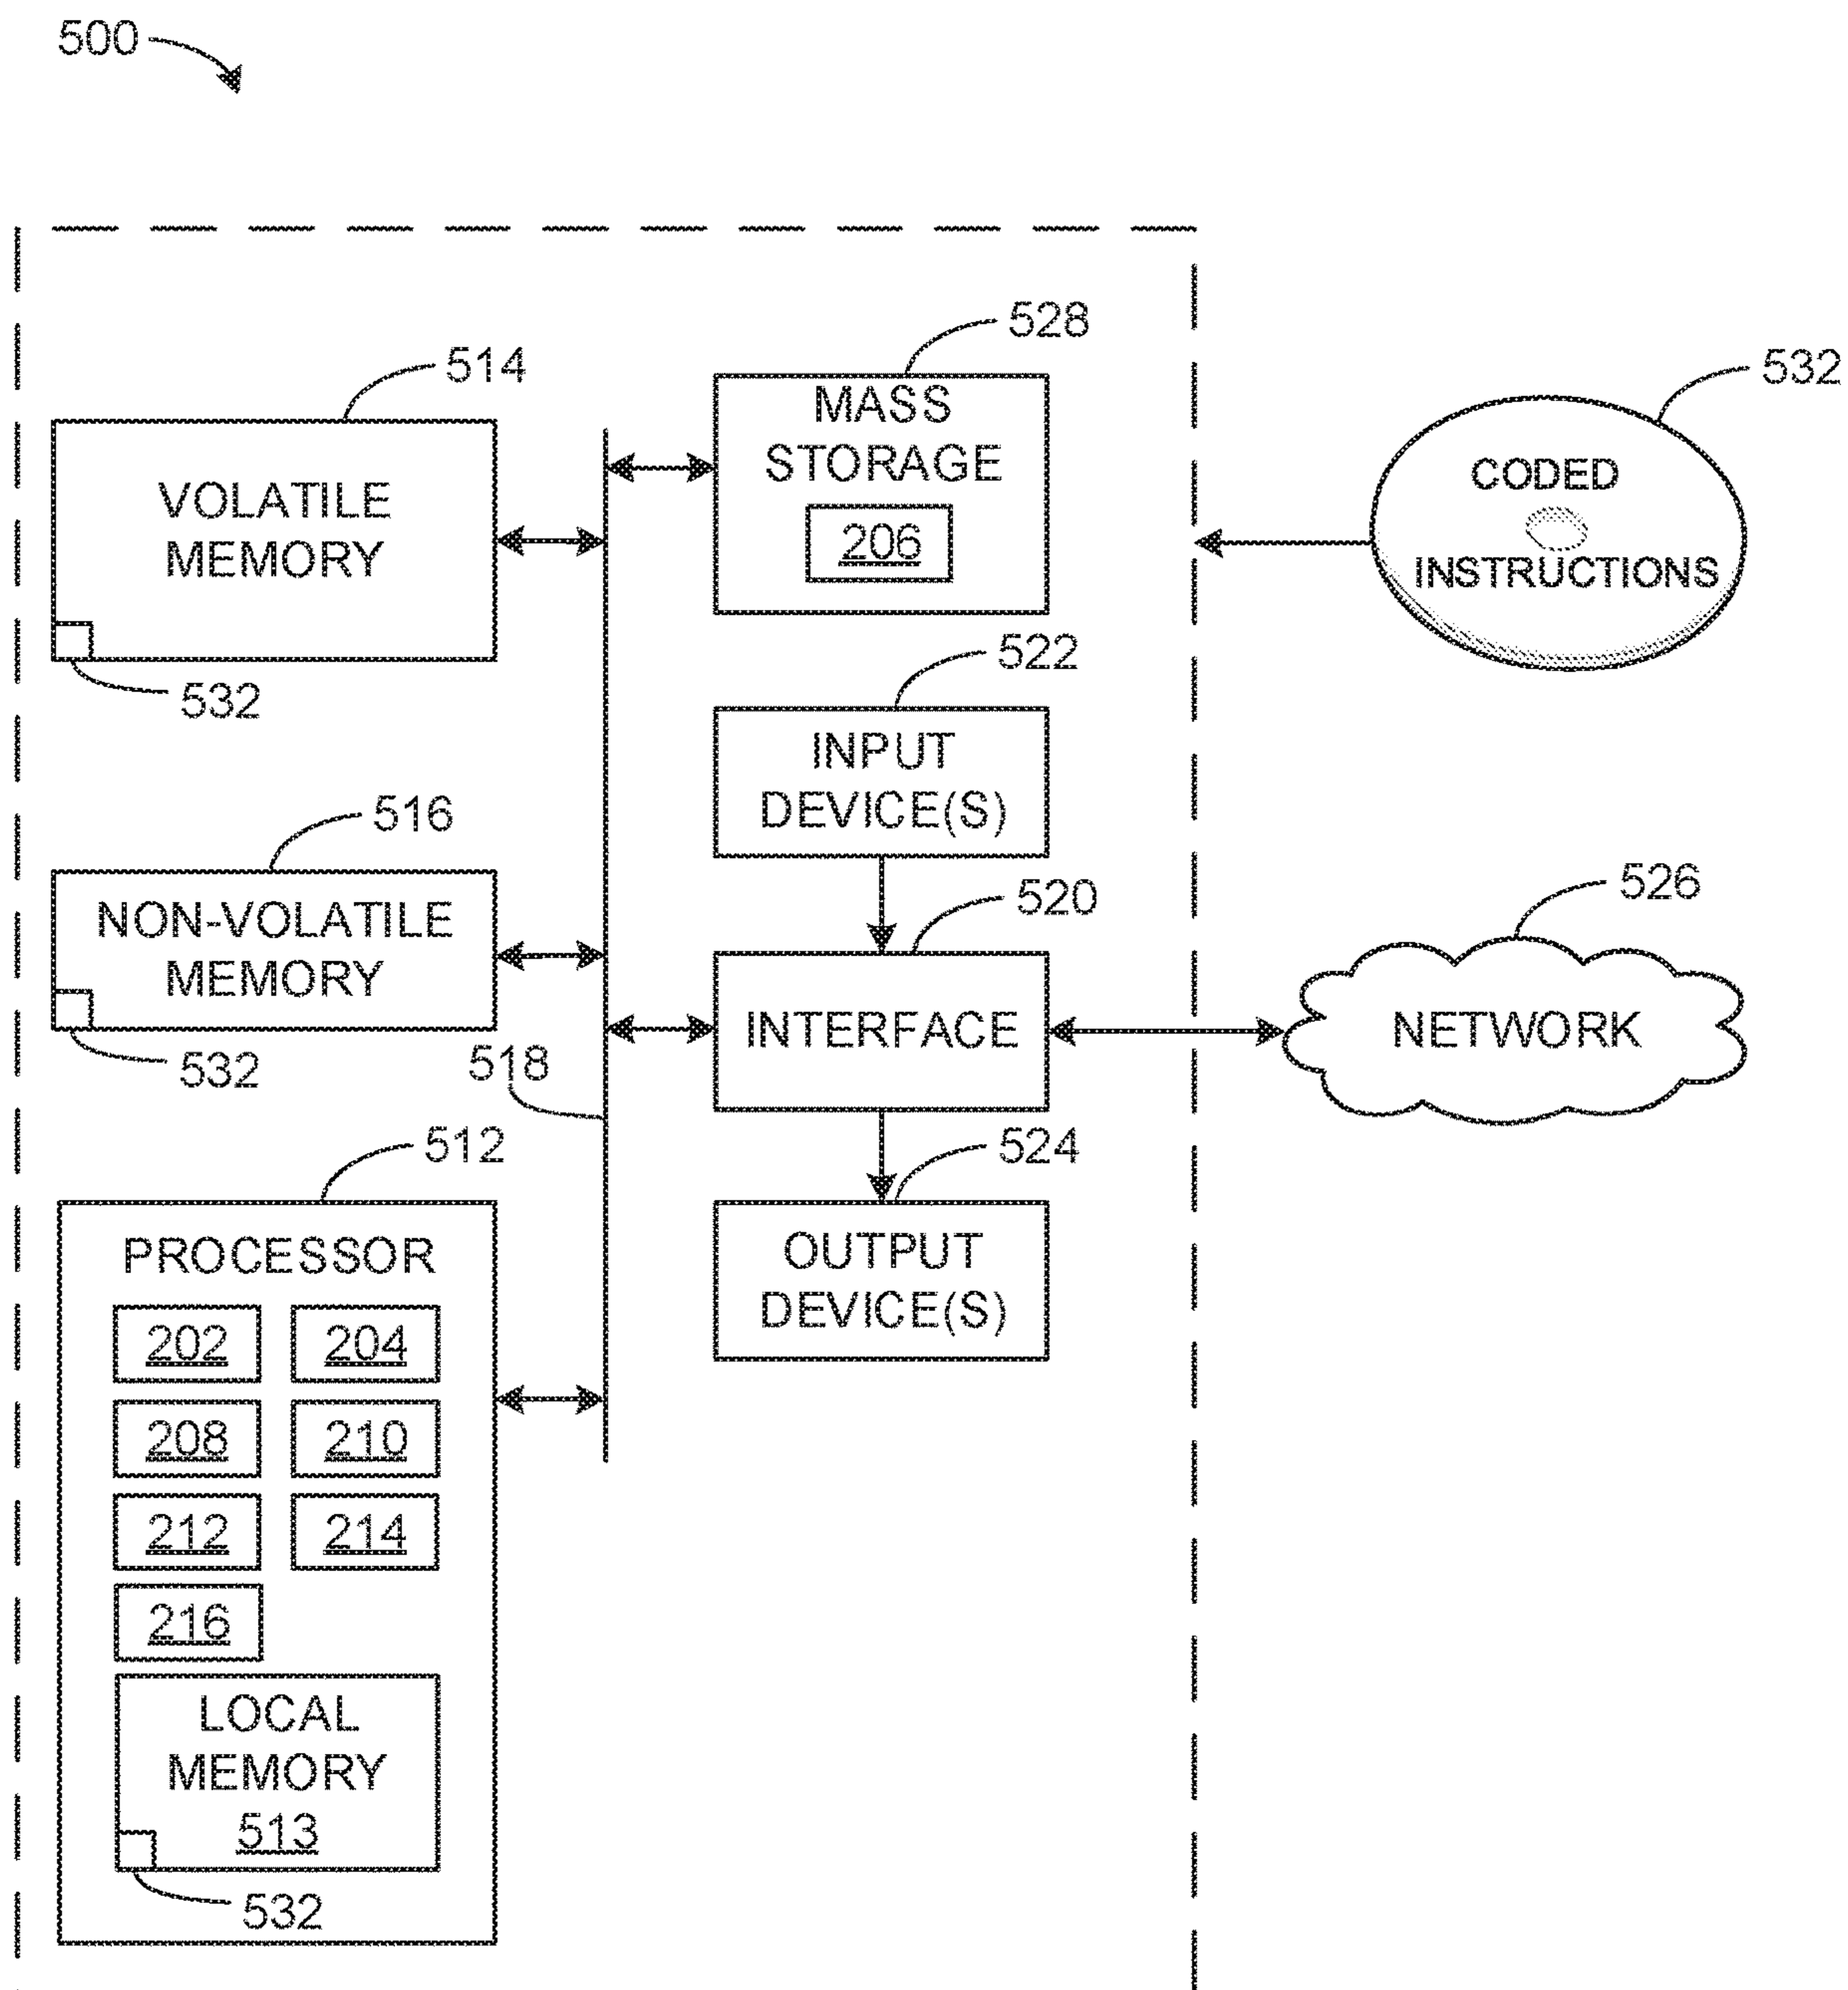 500
528
MASS
STORAGE
206
514
VOLATILE
MEMORY
532
532
CODED
INSTRUCTIONS
522
INPUT
DEVICE(S)
516
NON-VOLATILE
MEMORY
532
518
520
INTERFACE
526
NETWORK
512
PROCESSOR
202 204
208 210
212 214
216
LOCAL
MEMORY
513
532
524
OUTPUT
DEVICE(S)